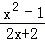 x² − 1
2x+2